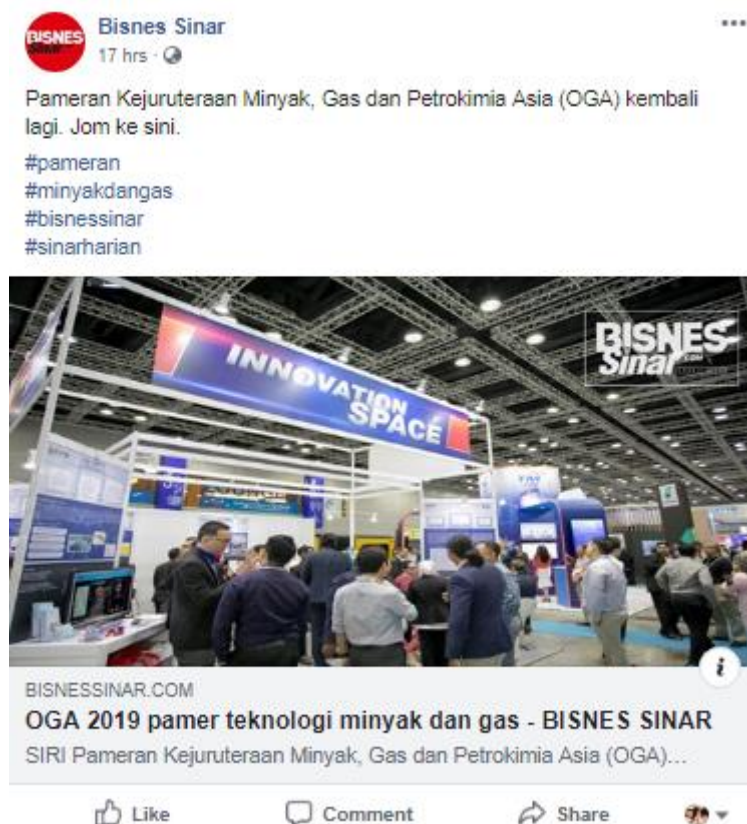 BISNES
Sinar
Bisnes Sinar
17 hrs
Pameran Kejuruteraan Minyak, Gas dan Petrokimia Asia (OGA) kembali
lagi. Jom ke sini.
#pameran
#minyakdangas
#bisnessinar
#sinarharian
INNOVATION
SPACE
BISNES
Sinar
LOUNGE
TM
BISNESSINAR.COM
OGA 2019 pamer teknologi minyak dan gas - BISNES SINAR
SIRI Pameran Kejuruteraan Minyak, Gas dan Petrokimia Asia (OGA)...
Like
Comment
Share